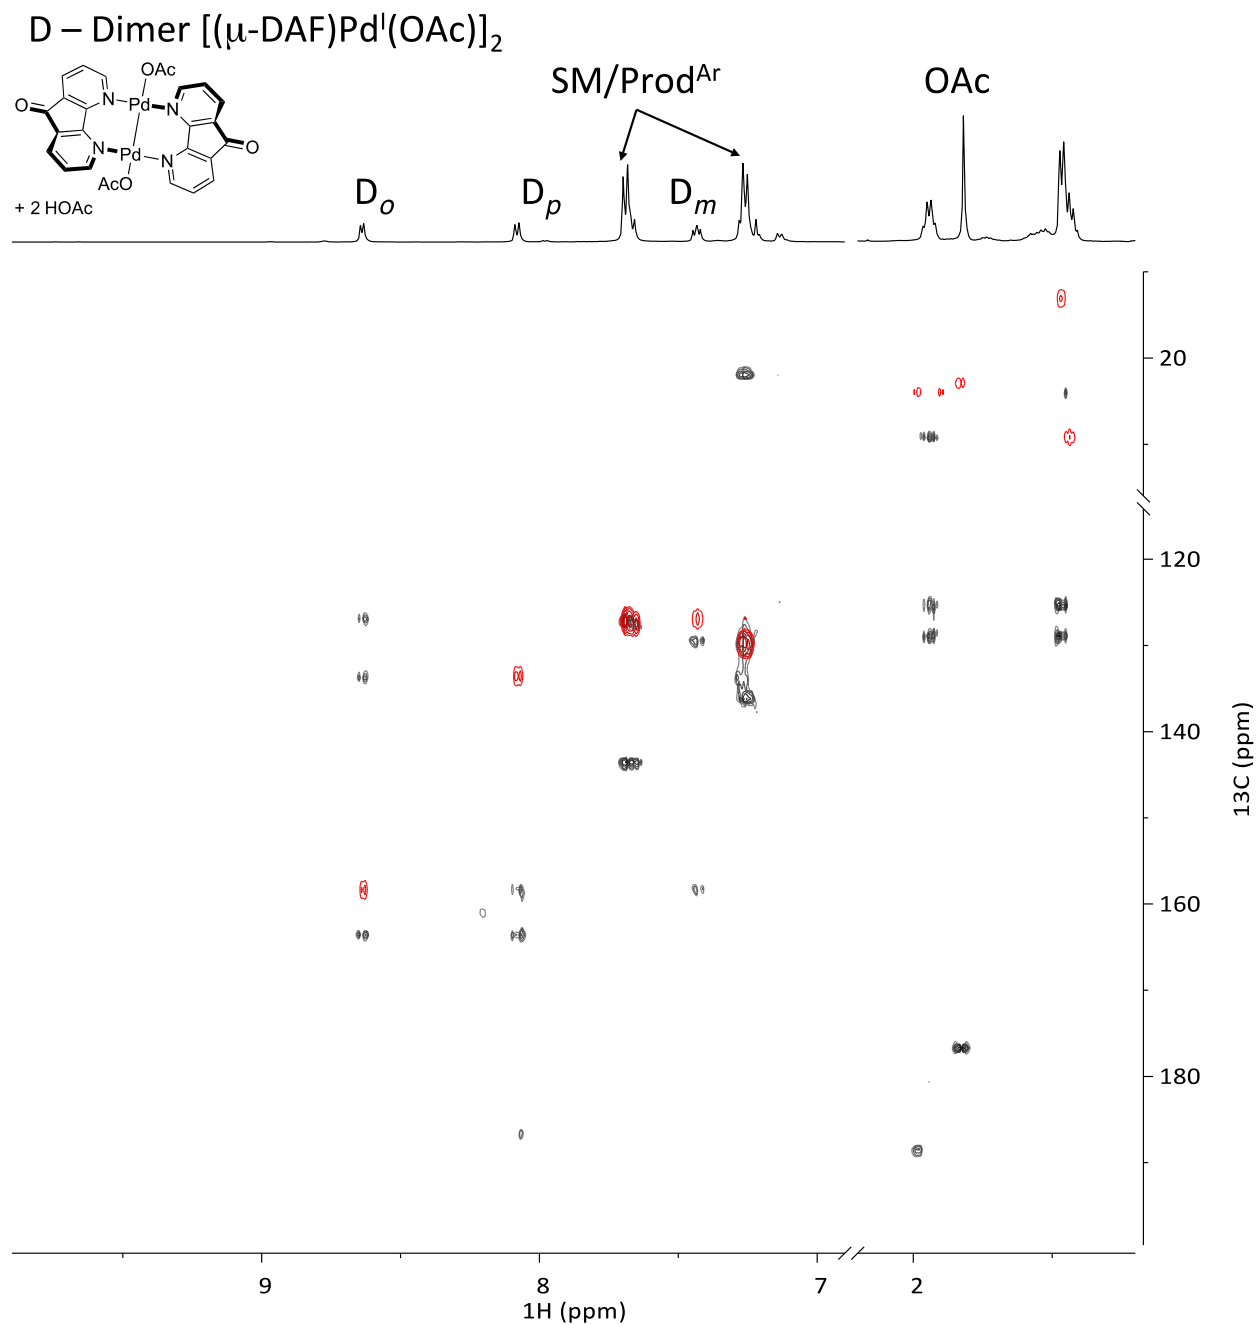 D – Dimer [(μ-DAF)Pdᴵ(OAc)]₂
SM/Prodᴬʳ
OAc
OAc
O
Pd
N
N
N
Pd
N
O
AcO
+ 2 HOAc
Dₒ
Dₚ
Dₘ
20
120
140
160
180
13C (ppm)
9
8
7
2
1H (ppm)